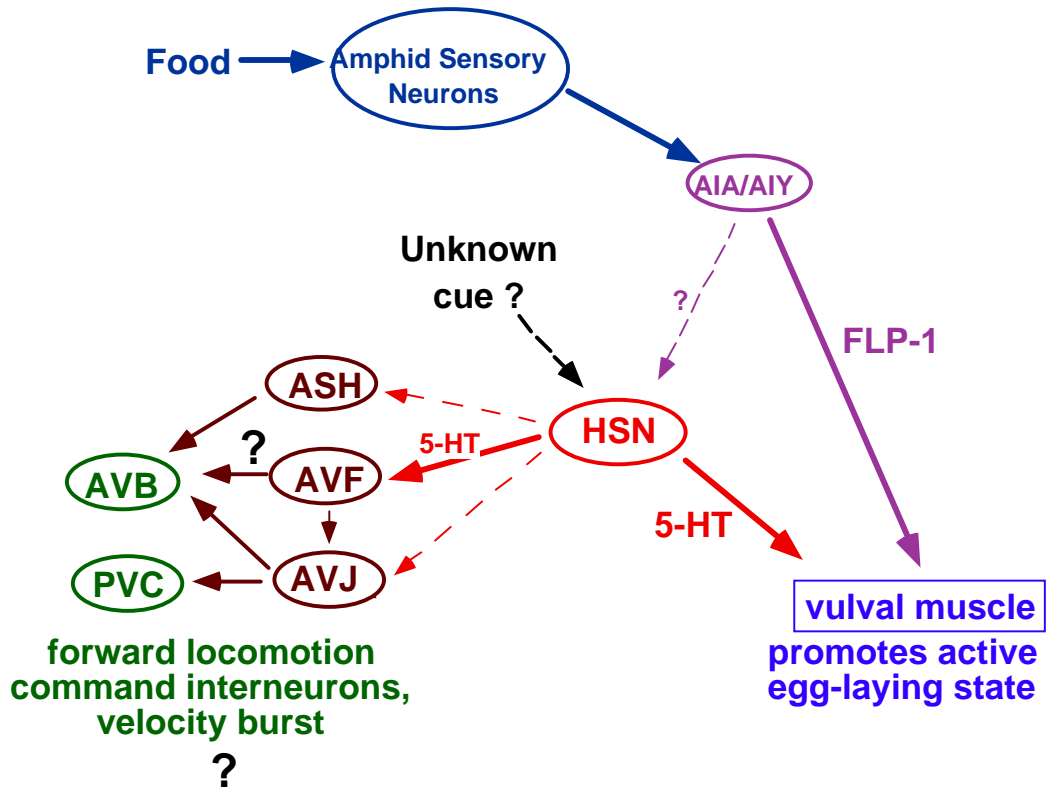 Food
Amphid Sensory
Neurons
AIA/AIY
Unknown
cue ?
?
FLP-1
ASH
HSN
5-HT
?
AVB
AVF
5-HT
PVC
AVJ
vulval muscle
promotes active
egg-laying state
forward locomotion
command interneurons,
velocity burst
?